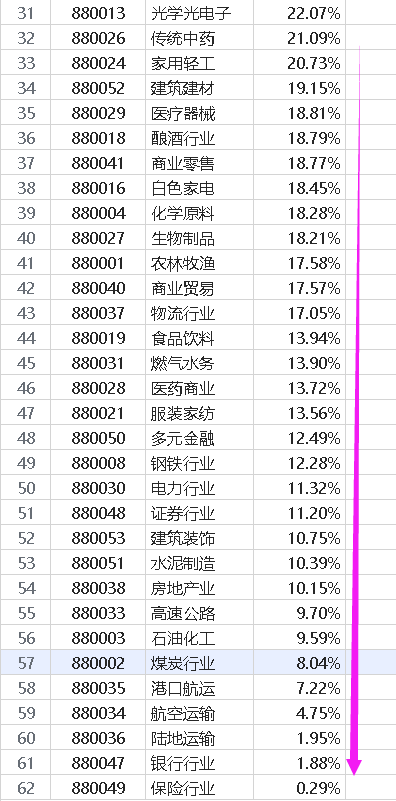 31 880013 光学光电子 22.07%
32 880026 传统中药 21.09%
33 880024 家用轻工 20.73%
34 880052 建筑建材 19.15%
35 880029 医疗器械 18.81%
36 880018 酿酒行业 18.79%
37 880041 商业零售 18.77%
38 880016 白色家电 18.45%
39 880004 化学原料 18.28%
40 880027 生物制品 18.21%
41 880001 农林牧渔 17.58%
42 880040 商业贸易 17.57%
43 880037 物流行业 17.05%
44 880019 食品饮料 13.94%
45 880031 燃气水务 13.90%
46 880028 医药商业 13.72%
47 880021 服装家纺 13.56%
48 880050 多元金融 12.49%
49 880008 钢铁行业 12.28%
50 880030 电力行业 11.32%
51 880048 证券行业 11.20%
52 880053 建筑装饰 10.75%
53 880051 水泥制造 10.39%
54 880038 房地产业 10.15%
55 880033 高速公路 9.70%
56 880003 石油化工 9.59%
57 880002 煤炭行业 8.04%
58 880035 港口航运 7.22%
59 880034 航空运输 4.75%
60 880036 陆地运输 1.95%
61 880047 银行行业 1.88%
62 880049 保险行业 0.29%